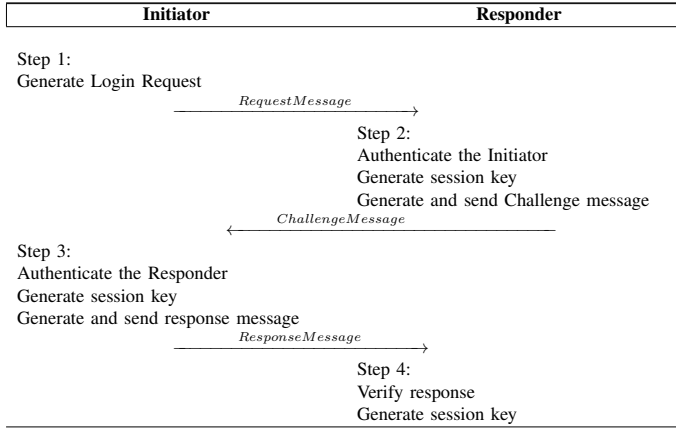 Initiator Responder
Step 1:
Generate Login Request
RequestMessage
Step 2:
Authenticate the Initiator
Generate session key
Generate and send Challenge message
ChallengeMessage
Step 3:
Authenticate the Responder
Generate session key
Generate and send response message
ResponseMessage
Step 4:
Verify response
Generate session key